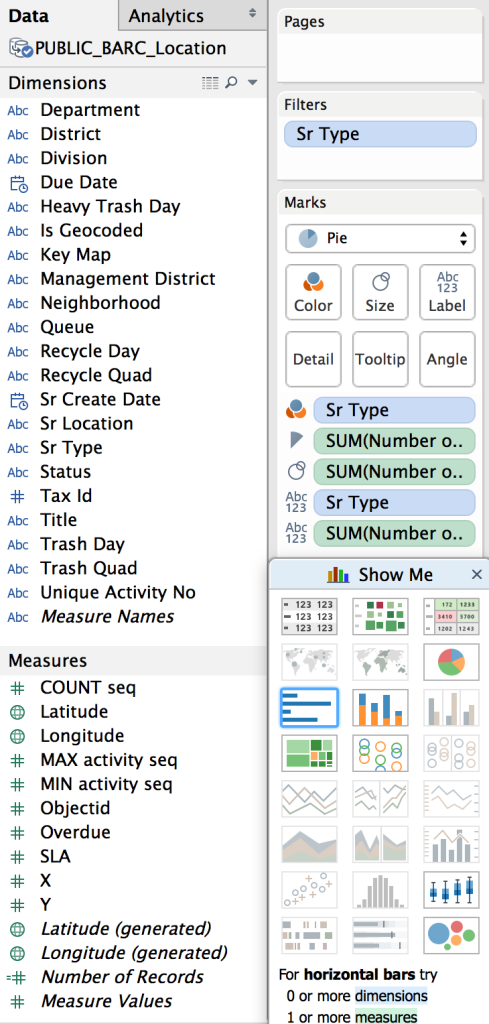 Data
Analytics
PUBLIC_BARC_Location
Dimensions
Abc Department
Abc District
Abc Division
Due Date
Abc Heavy Trash Day
Abc Is Geocoded
Abc Key Map
Abc Management District
Abc Neighborhood
Abc Queue
Abc Recycle Day
Abc Recycle Quad
Sr Create Date
Abc Sr Location
Abc Sr Type
Abc Status
# Tax Id
Abc Title
Abc Trash Day
Abc Trash Quad
Abc Unique Activity No
Abc Measure Names
Measures
# COUNT seq
Latitude
Longitude
# MAX activity seq
# MIN activity seq
# Objectid
# Overdue
# SLA
# X
# Y
Latitude (generated)
Longitude (generated)
=# Number of Records
# Measure Values
Pages
Filters
Sr Type
Marks
Pie
Color
Size
Abc
123
Label
Detail
Tooltip
Angle
Sr Type
SUM(Number o..
SUM(Number o..
Abc
123
Sr Type
Abc
123
SUM(Number o..
Show Me ×
123 123
123 123
123 123
172 1233
3410 3700
1202 1243
For horizontal bars try
0 or more dimensions
1 or more measures